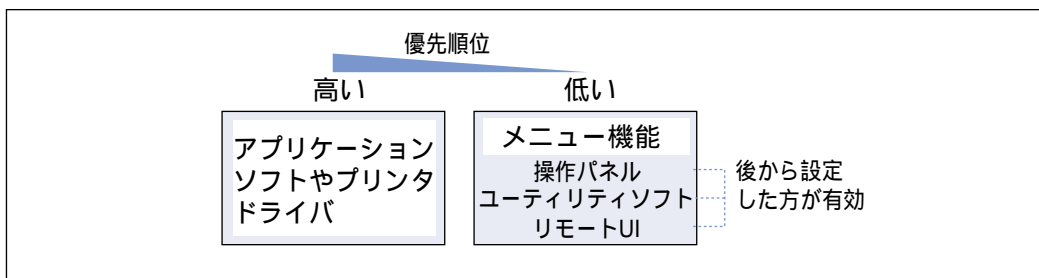 優先順位
高い
低い
アプリケーション
ソフトやプリンタ
ドライバ
メニュー機能
操作パネル
ユーティリティソフト
リモートUI
後から設定
した方が有効